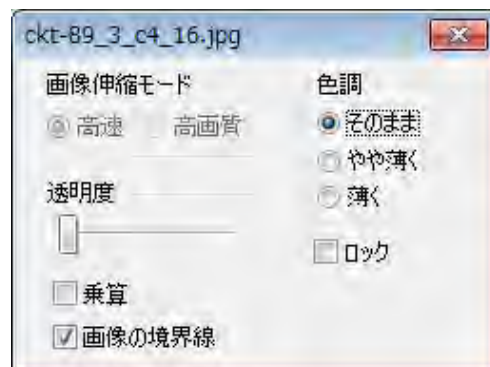 ckt-89_3_c4_16.jpg
画像伸縮モード
高速 高画質
透明度
乗算
画像の境界線
色調
そのまま
やや薄く
薄く
ロック